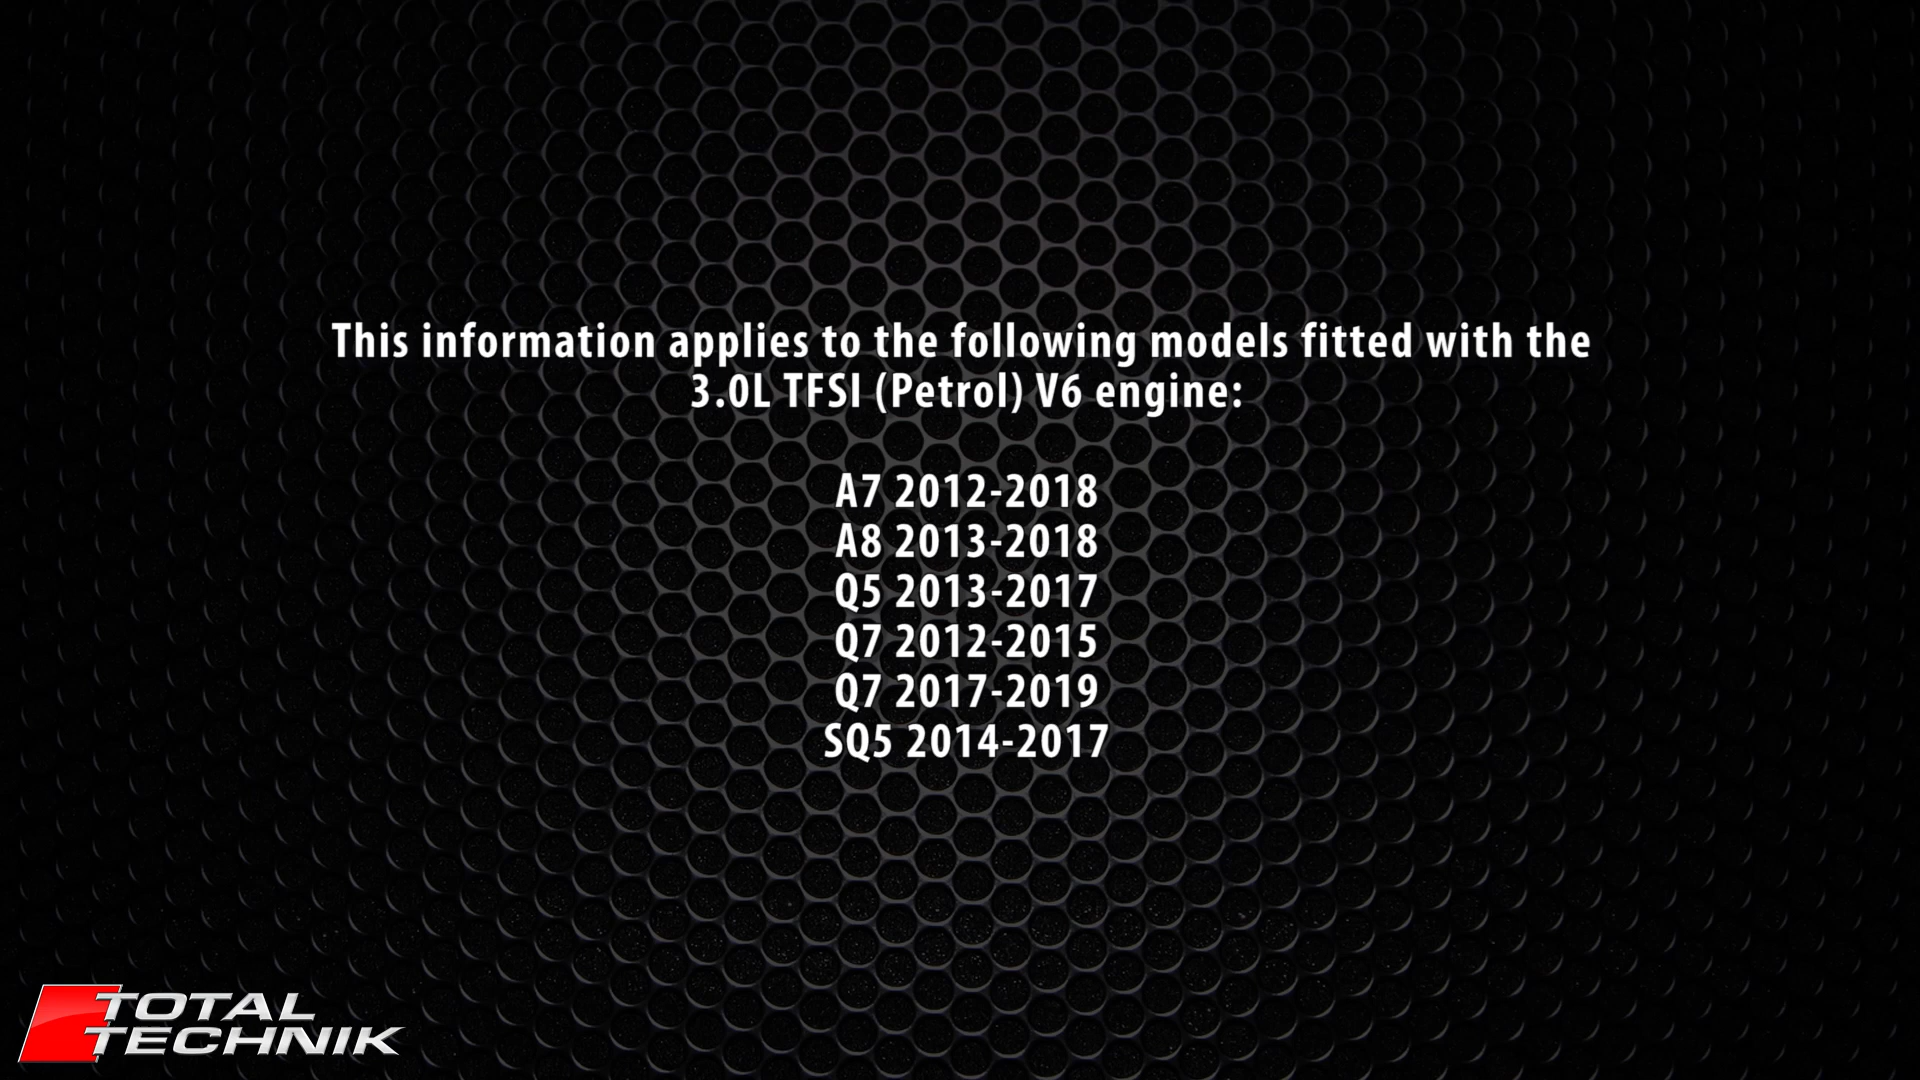 This information applies to the following models fitted with the
3.0L TFSI (Petrol) V6 engine:
A7 2012-2018
A8 2013-2018
Q5 2013-2017
Q7 2012-2015
Q7 2017-2019
SQ5 2014-2017
TOTAL
TECHNIK